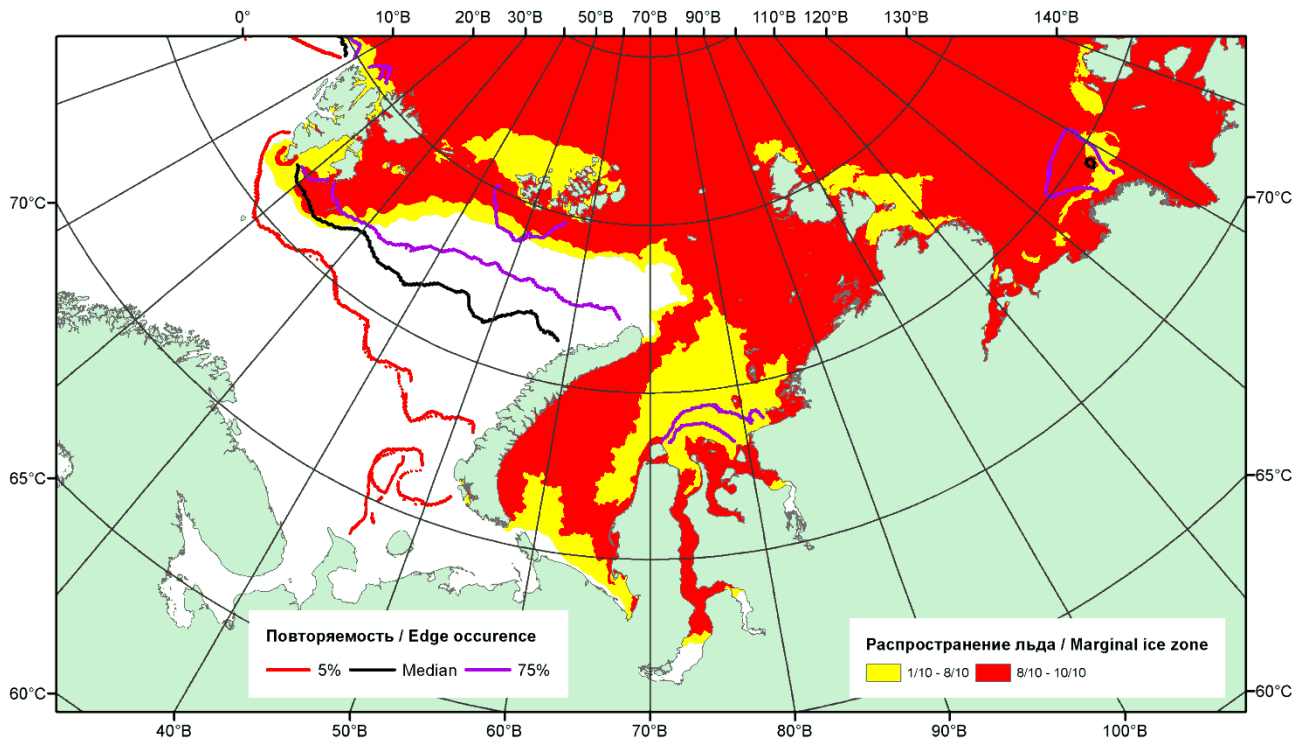 0° 10°В 20°В 30°В 50°В 70°В 90°В 110°В 120°В 130°В 140°В
70°С 70°С
65°С 65°С
Повторяемость / Edge occurence
5% Median 75%
Распространение льда / Marginal ice zone
1/10 - 8/10 8/10 - 10/10
60°С 60°С
40°В 50°В 60°В 70°В 80°В 90°В 100°В